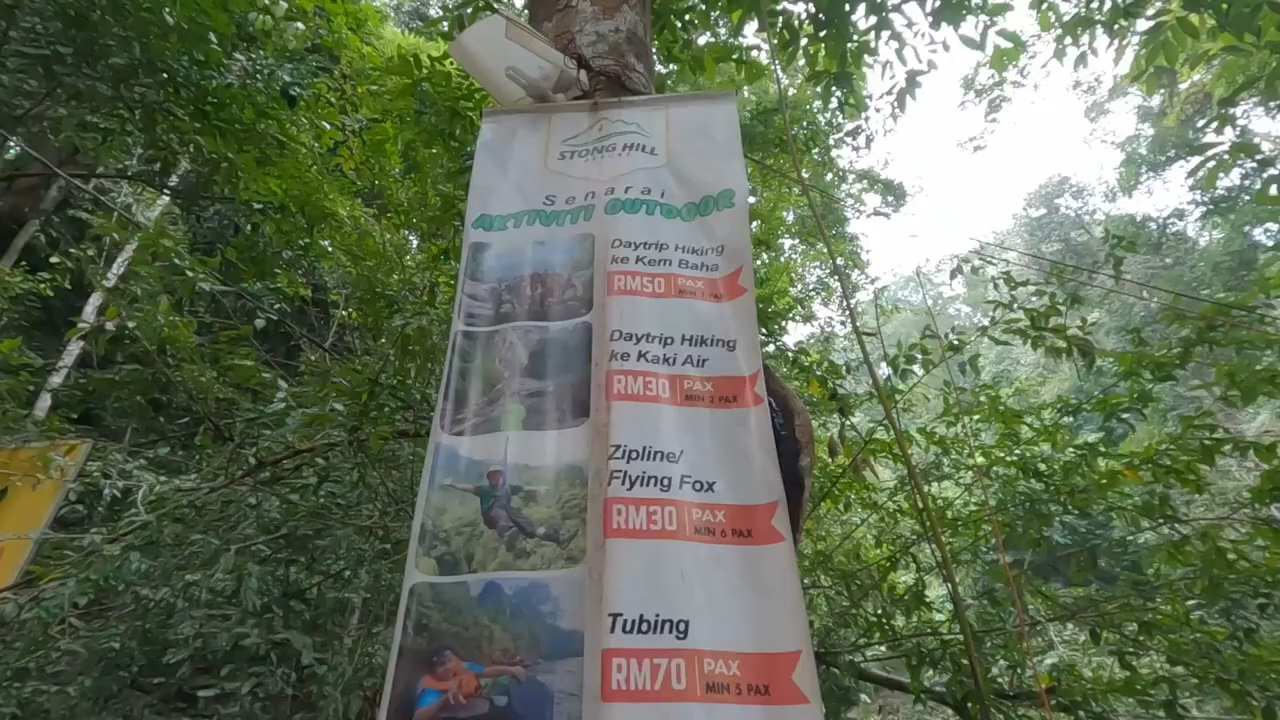 STONG HILL
RESORT
Senarai
AKTIVITI OUTDOOR
Daytrip Hiking
ke Kem Baha
RM50 PAX
Daytrip Hiking
ke Kaki Air
RM30 PAX
MIN 2 PAX
Zipline/
Flying Fox
RM30 PAX
MIN 6 PAX
Tubing
RM70 PAX
MIN 5 PAX